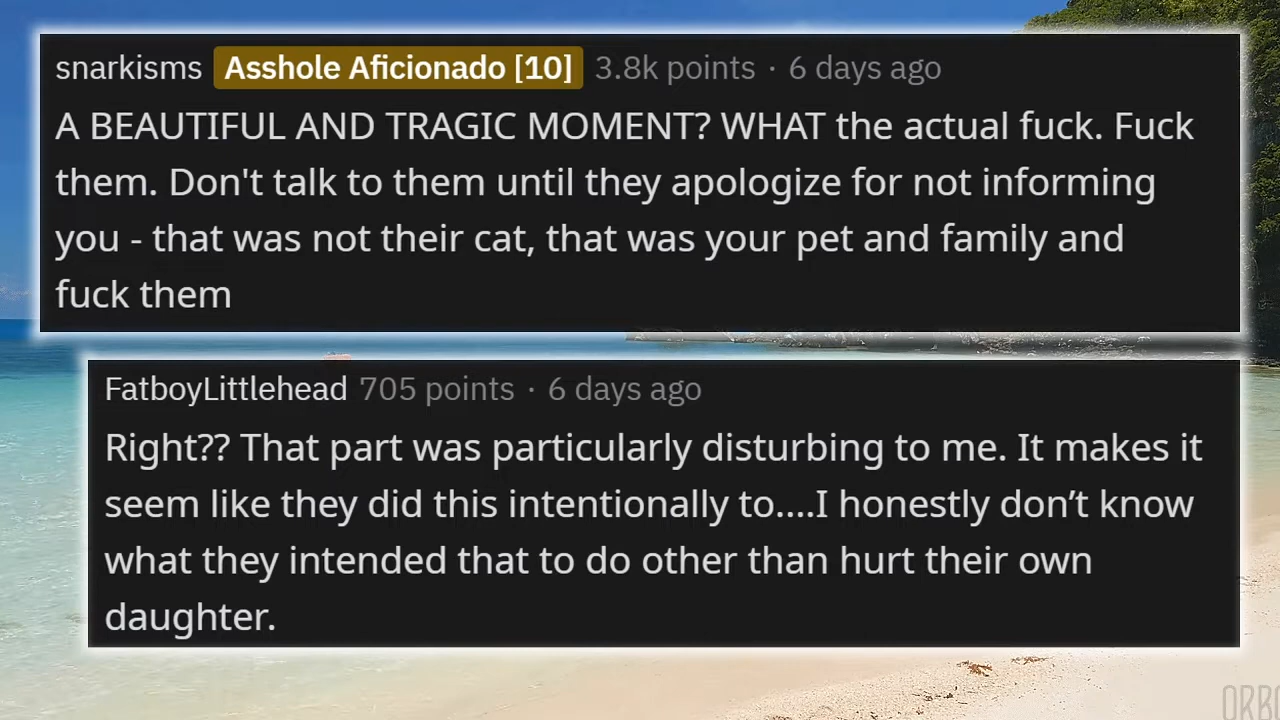 snarkisms Asshole Aficionado [10] 3.8k points · 6 days ago
A BEAUTIFUL AND TRAGIC MOMENT? WHAT the actual fuck. Fuck
them. Don't talk to them until they apologize for not informing
you - that was not their cat, that was your pet and family and
fuck them
FatboyLittlehead 705 points · 6 days ago
Right?? That part was particularly disturbing to me. It makes it
seem like they did this intentionally to....I honestly don’t know
what they intended that to do other than hurt their own
daughter.